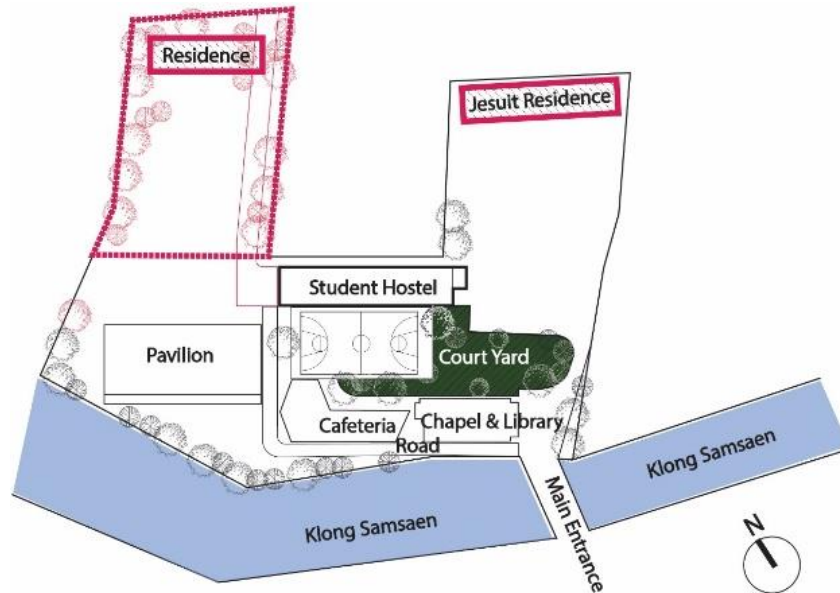 Residence
Jesuit Residence
Student Hostel
Pavilion
Court Yard
Cafeteria
Chapel & Library
Road
Klong Samsaen
Klong Samsaen
Main Entrance
N